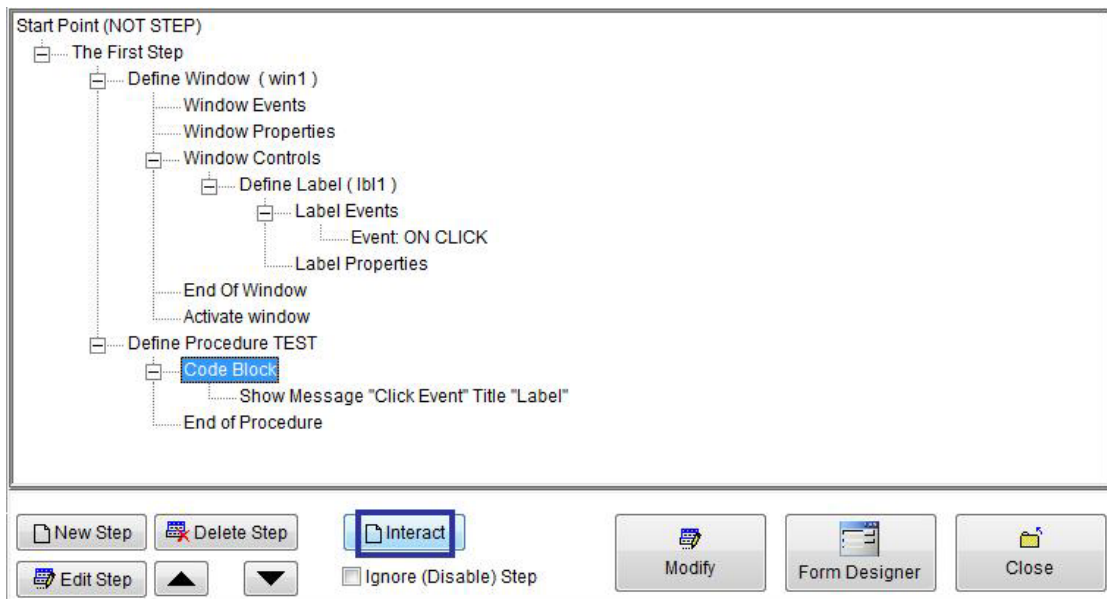 Start Point (NOT STEP)
The First Step
Define Window ( win1 )
Window Events
Window Properties
Window Controls
Define Label ( lbl1 )
Label Events
Event: ON CLICK
Label Properties
End Of Window
Activate window
Define Procedure TEST
Code Block
Show Message "Click Event" Title "Label"
End of Procedure
New Step
Delete Step
Interact
Edit Step
Ignore (Disable) Step
Modify
Form Designer
Close